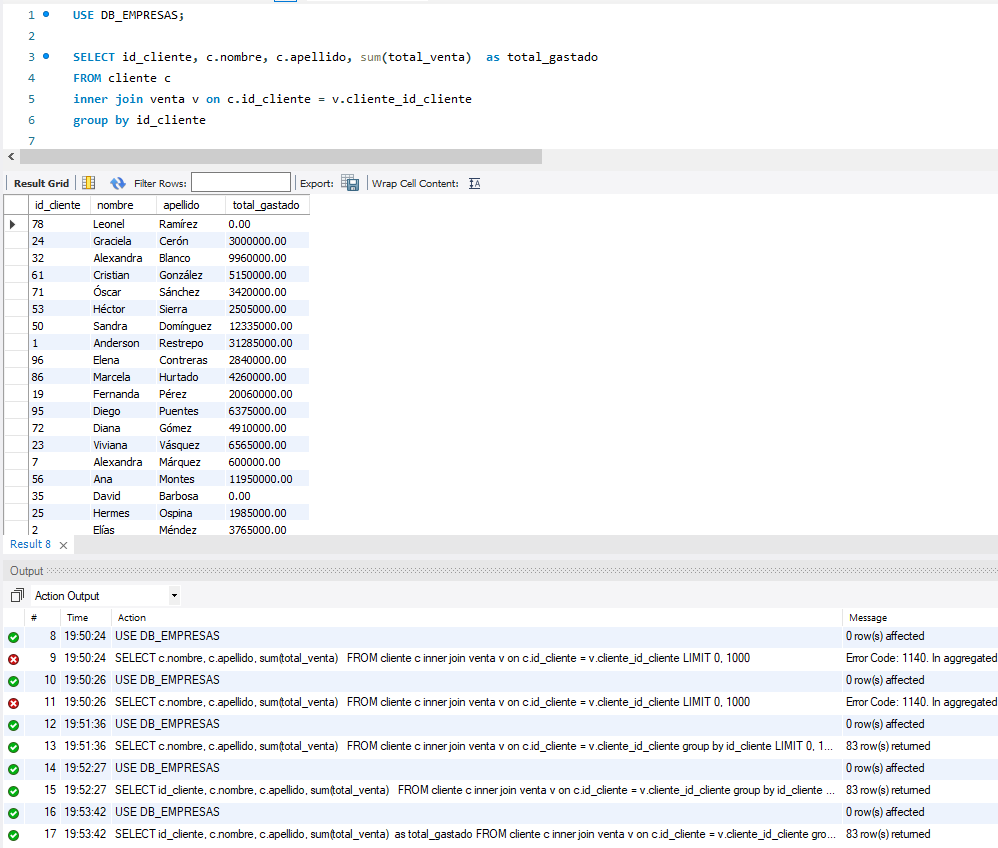 1 USE DB_EMPRESAS;
2
3 SELECT id_cliente, c.nombre, c.apellido, sum(total_venta)  as total_gastado
4 FROM cliente c
5 inner join venta v on c.id_cliente = v.cliente_id_cliente
6 group by id_cliente
7
Result Grid Filter Rows: Export: Wrap Cell Content: IA
id_cliente nombre apellido total_gastado
78 Leonel Ramírez 0.00
24 Graciela Cerón 3000000.00
32 Alexandra Blanco 9960000.00
61 Cristian González 5150000.00
71 Óscar Sánchez 3420000.00
53 Héctor Sierra 2505000.00
50 Sandra Domínguez 12335000.00
1 Anderson Restrepo 31285000.00
96 Elena Contreras 2840000.00
86 Marcela Hurtado 4260000.00
19 Fernanda Pérez 20060000.00
95 Diego Puentes 6375000.00
72 Diana Gómez 4910000.00
23 Viviana Vásquez 6565000.00
7 Alexandra Márquez 600000.00
56 Ana Montes 11950000.00
35 David Barbosa 0.00
25 Hermes Ospina 1985000.00
2 Elías Méndez 3765000.00
Result 8
Output
Action Output
# Time Action Message
8 19:50:24 USE DB_EMPRESAS 0 row(s) affected
9 19:50:24 SELECT c.nombre, c.apellido, sum(total_venta)   FROM cliente c inner join venta v on c.id_cliente = v.cliente_id_cliente LIMIT 0, 1000 Error Code: 1140. In aggregated
10 19:50:26 USE DB_EMPRESAS 0 row(s) affected
11 19:50:26 SELECT c.nombre, c.apellido, sum(total_venta)   FROM cliente c inner join venta v on c.id_cliente = v.cliente_id_cliente LIMIT 0, 1000 Error Code: 1140. In aggregated
12 19:51:36 USE DB_EMPRESAS 0 row(s) affected
13 19:51:36 SELECT c.nombre, c.apellido, sum(total_venta)   FROM cliente c inner join venta v on c.id_cliente = v.cliente_id_cliente group by id_cliente LIMIT 0, 1... 83 row(s) returned
14 19:52:27 USE DB_EMPRESAS 0 row(s) affected
15 19:52:27 SELECT id_cliente, c.nombre, c.apellido, sum(total_venta)   FROM cliente c inner join venta v on c.id_cliente = v.cliente_id_cliente group by id_cliente ... 83 row(s) returned
16 19:53:42 USE DB_EMPRESAS 0 row(s) affected
17 19:53:42 SELECT id_cliente, c.nombre, c.apellido, sum(total_venta)  as total_gastado FROM cliente c inner join venta v on c.id_cliente = v.cliente_id_cliente gro... 83 row(s) returned